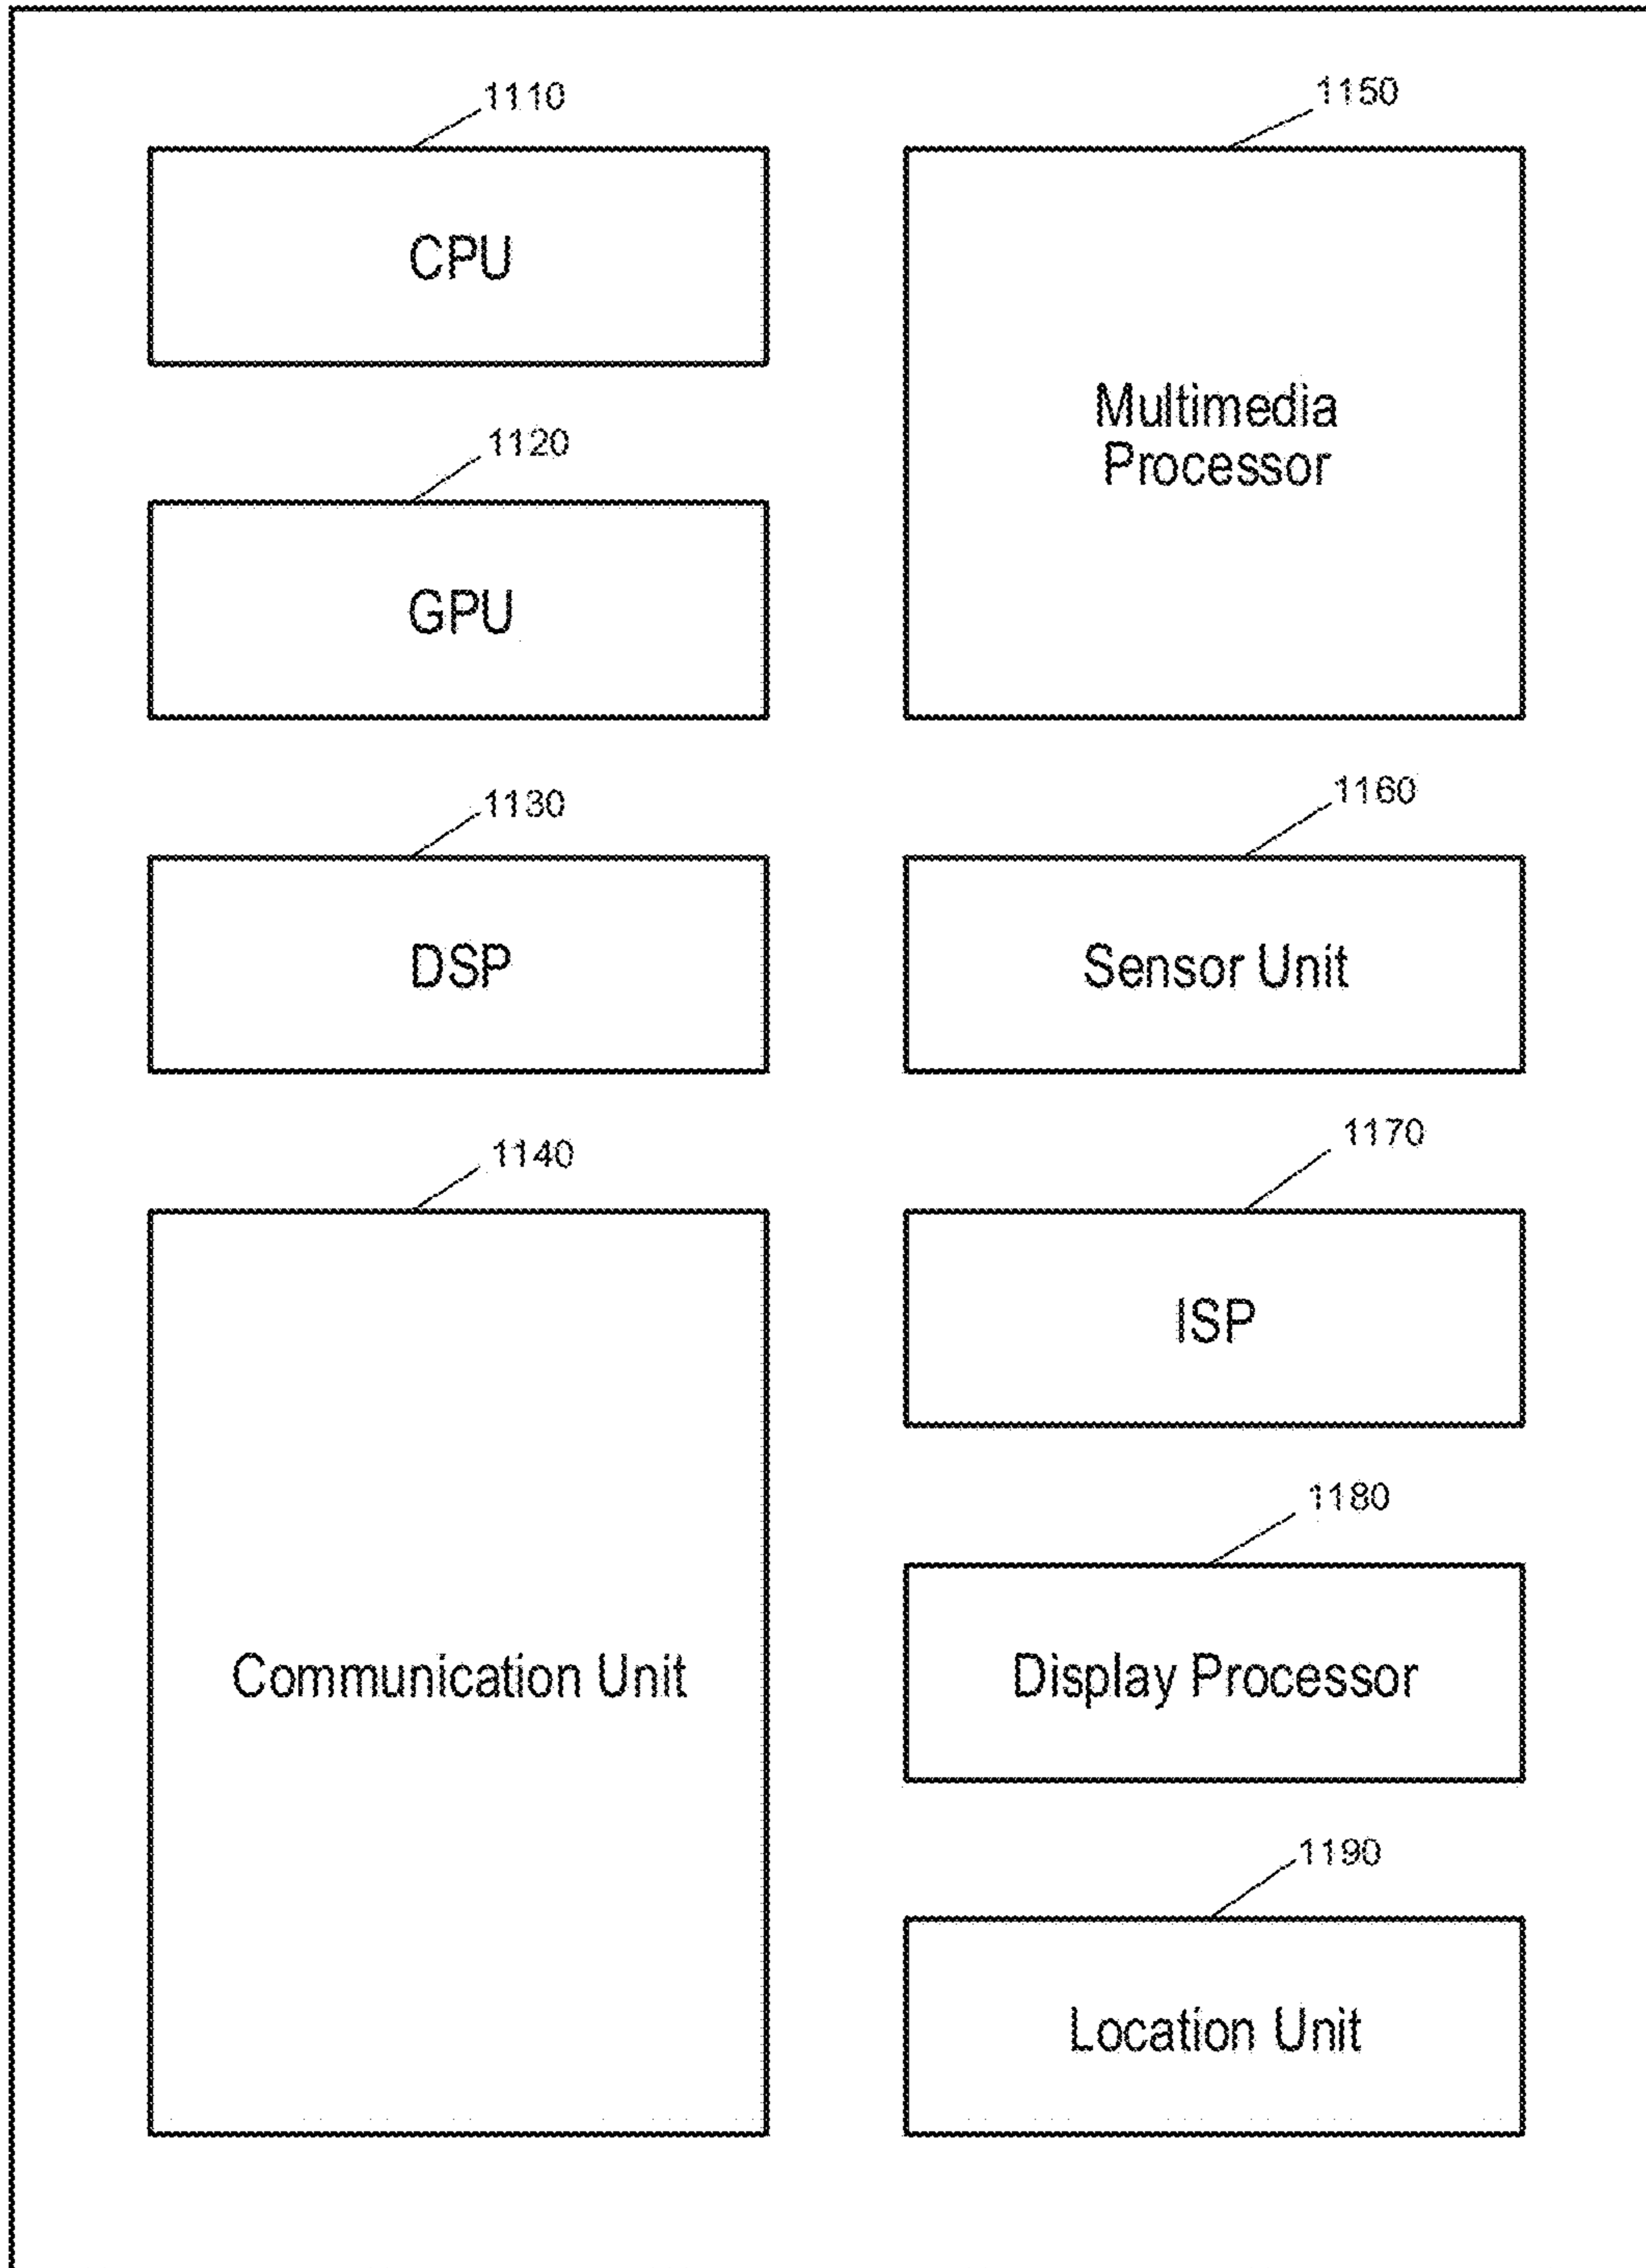 1110
CPU
1120
GPU
1130
DSP
1140
Communication Unit
1150
Multimedia
Processor
1160
Sensor Unit
1170
ISP
1180
Display Processor
1190
Location Unit